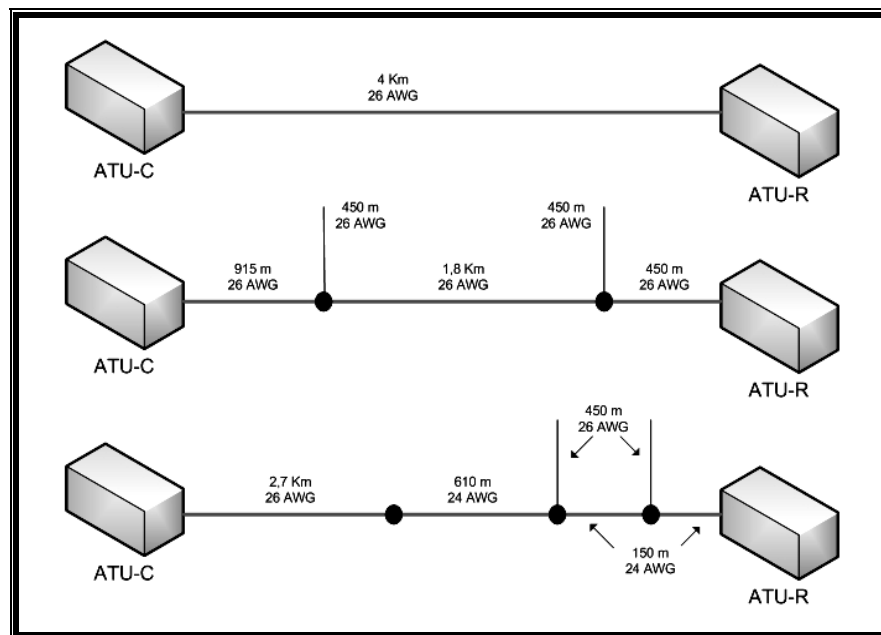 4 Km
26 AWG
ATU-C
ATU-R
450 m
26 AWG
450 m
26 AWG
915 m
26 AWG
1,8 Km
26 AWG
450 m
26 AWG
ATU-C
ATU-R
450 m
26 AWG
2,7 Km
26 AWG
610 m
24 AWG
150 m
24 AWG
ATU-C
ATU-R